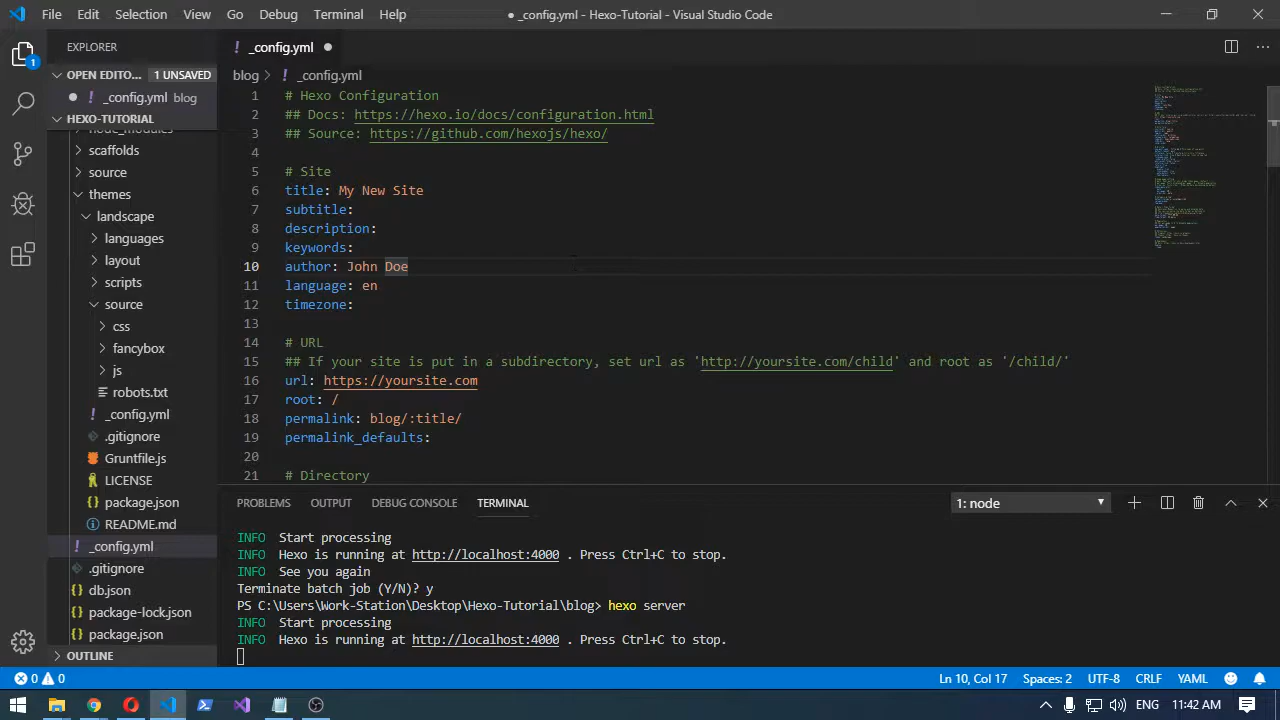 File Edit Selection View Go Debug Terminal Help ● _config.yml - Hexo-Tutorial - Visual Studio Code
EXPLORER
OPEN EDITO... 1 UNSAVED
_config.yml blog
HEXO-TUTORIAL
node_modules
scaffolds
source
themes
landscape
languages
layout
scripts
source
css
fancybox
js
robots.txt
_config.yml
.gitignore
Gruntfile.js
LICENSE
package.json
README.md
_config.yml
.gitignore
db.json
package-lock.json
package.json
OUTLINE
1
! _config.yml
blog > ! _config.yml
1 # Hexo Configuration
2 ## Docs: https://hexo.io/docs/configuration.html
3 ## Source: https://github.com/hexojs/hexo/
4
5 # Site
6 title: My New Site
7 subtitle:
8 description:
9 keywords:
10 author: John Doe
11 language: en
12 timezone:
13
14 # URL
15 ## If your site is put in a subdirectory, set url as 'http://yoursite.com/child' and root as '/child/'
16 url: https://yoursite.com
17 root: /
18 permalink: blog/:title/
19 permalink_defaults:
20
21 # Directory
PROBLEMS OUTPUT DEBUG CONSOLE TERMINAL 1: node
INFO Start processing
INFO Hexo is running at http://localhost:4000 . Press Ctrl+C to stop.
INFO See you again
Terminate batch job (Y/N)? y
PS C:\Users\Work-Station\Desktop\Hexo-Tutorial\blog> hexo server
INFO Start processing
INFO Hexo is running at http://localhost:4000 . Press Ctrl+C to stop.
0 0 Ln 10, Col 17 Spaces: 2 UTF-8 CRLF YAML
ENG 11:42 AM